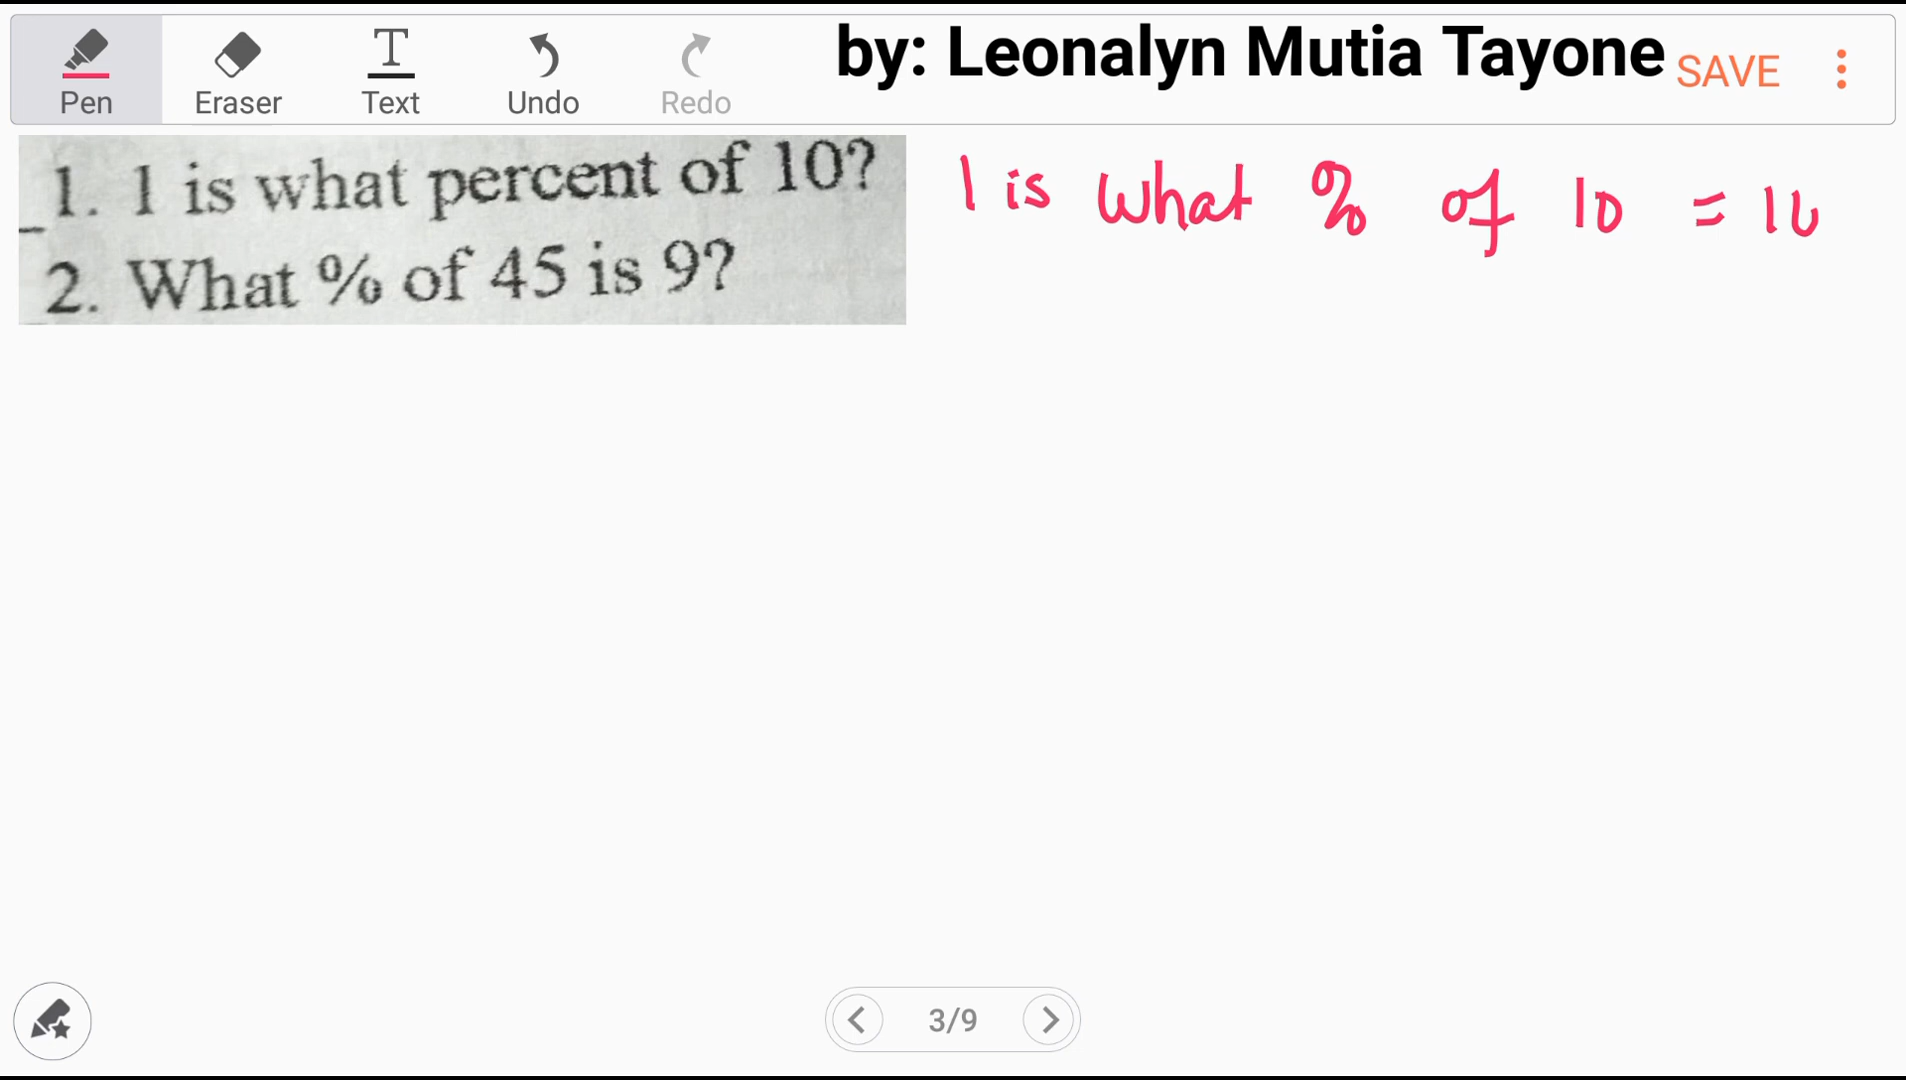 by: Leonalyn Mutia Tayone
SAVE
Pen
Eraser
Text
Undo
Redo
1. 1 is what percent of 10?
2. What % of 45 is 9?
1 is what % of 10 =
3/9